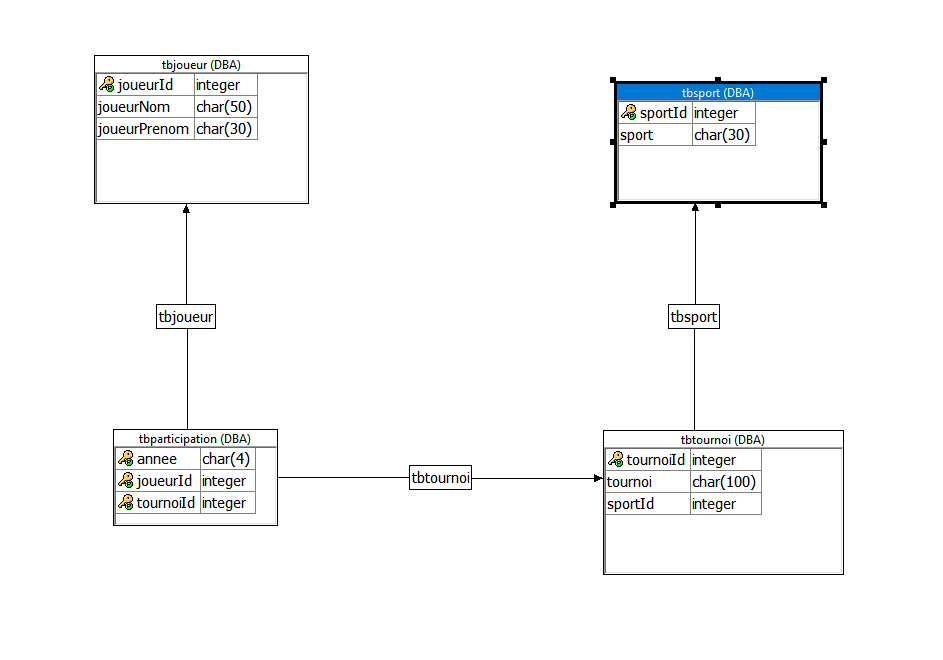 tbjoueur (DBA)
joueurId integer
joueurNom char(50)
joueurPrenom char(30)
tbsport (DBA)
sportId integer
sport char(30)
tbjoueur
tbsport
tbparticipation (DBA)
annee char(4)
joueurId integer
tournoiId integer
tbtournoi
tbtournoi (DBA)
tournoiId integer
tournoi char(100)
sportId integer